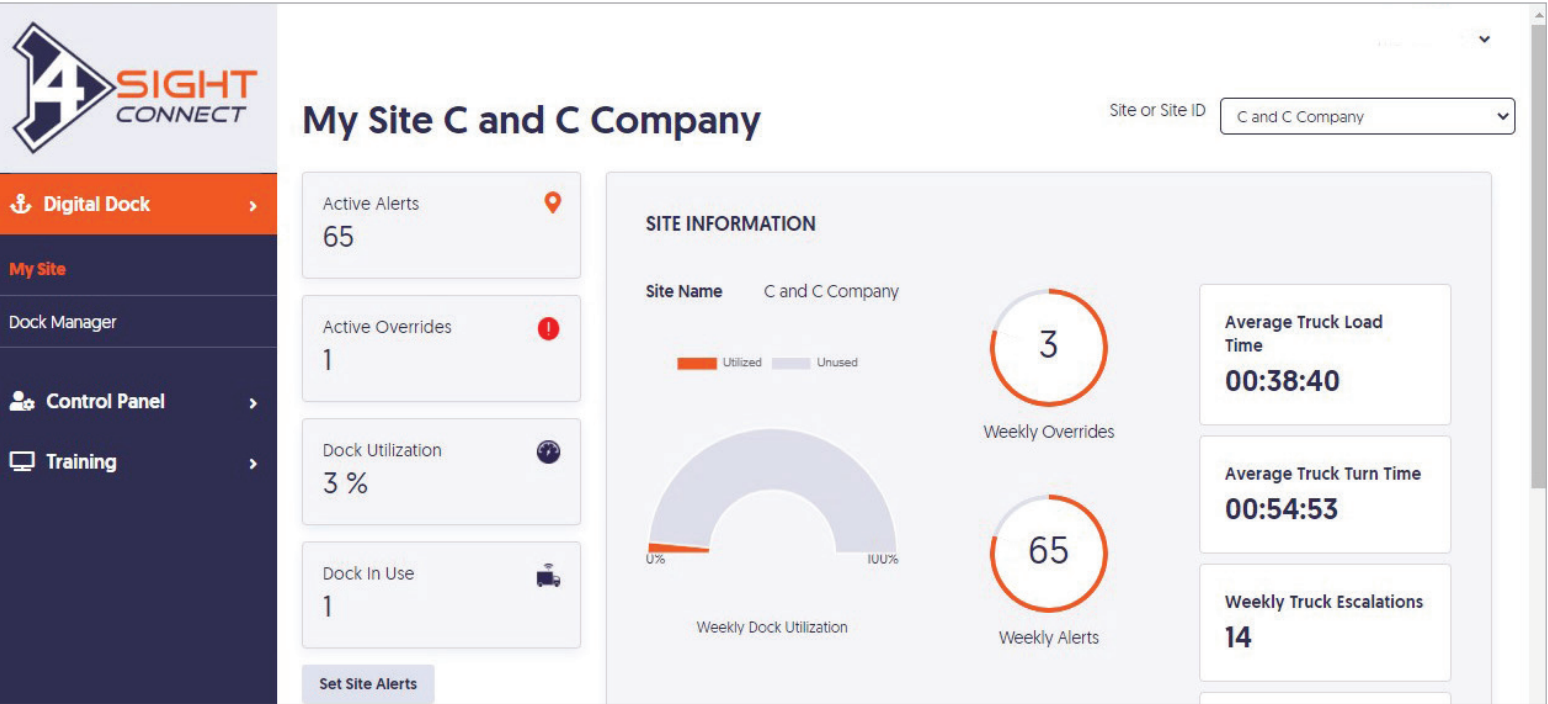 4SIGHT
CONNECT
Digital Dock
My Site
Dock Manager
Control Panel
Training
My Site C and C Company
Site or Site ID
C and C Company
Active Alerts
65
Active Overrides
1
Dock Utilization
3 %
Dock In Use
1
Set Site Alerts
SITE INFORMATION
Site Name C and C Company
Utilized Unused
0% 100%
Weekly Dock Utilization
3
Weekly Overrides
65
Weekly Alerts
Average Truck Load
Time
00:38:40
Average Truck Turn Time
00:54:53
Weekly Truck Escalations
14